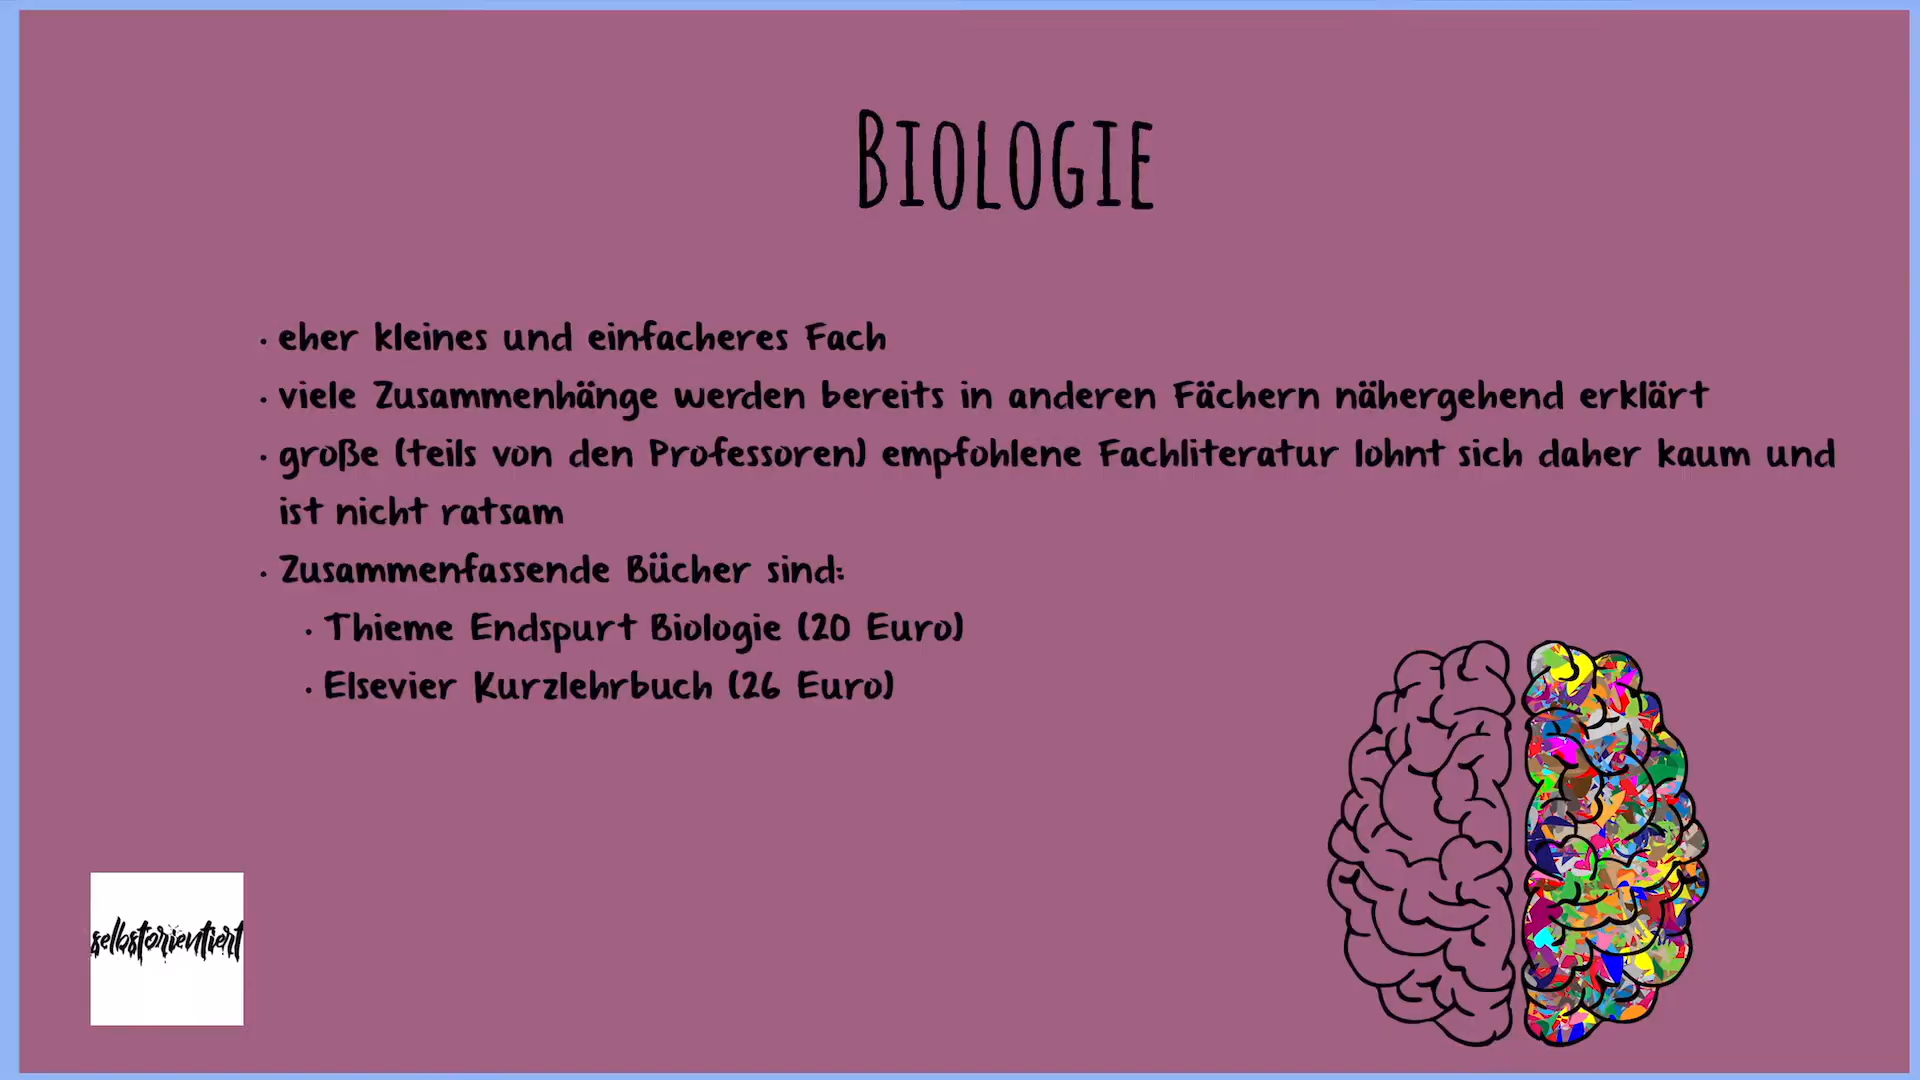 BIOLOGIE
· eher kleines und einfacheres Fach
· viele Zusammenhänge werden bereits in anderen Fächern nähergehend erklärt
· große (teils von den Professoren) empfohlene Fachliteratur lohnt sich daher kaum und
ist nicht ratsam
· Zusammenfassende Bücher sind:
· Thieme Endspurt Biologie (20 Euro)
· Elsevier Kurzlehrbuch (26 Euro)
selbstorientiert